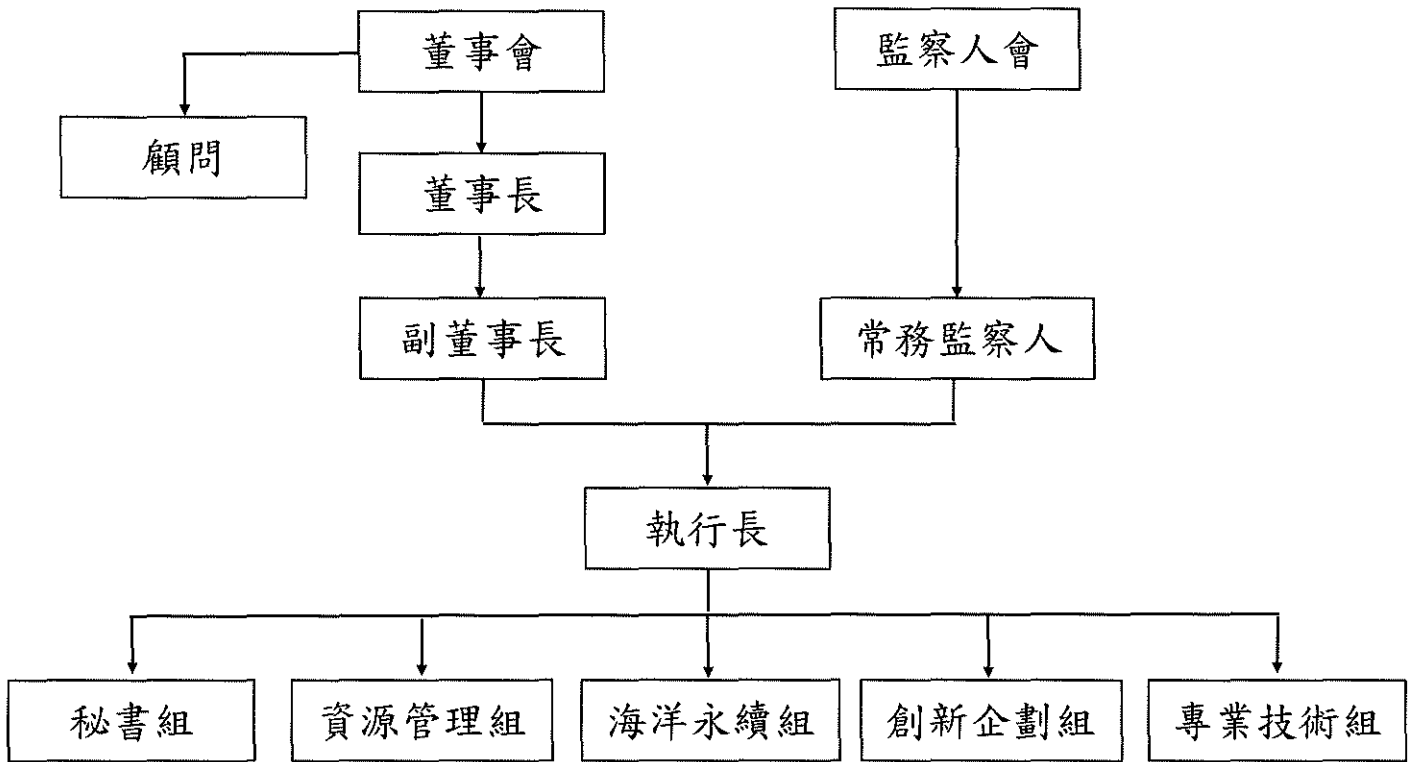 董事會
監察人會
顧問
董事長
副董事長
常務監察人
執行長
秘書組
資源管理組
海洋永續組
創新企劃組
專業技術組